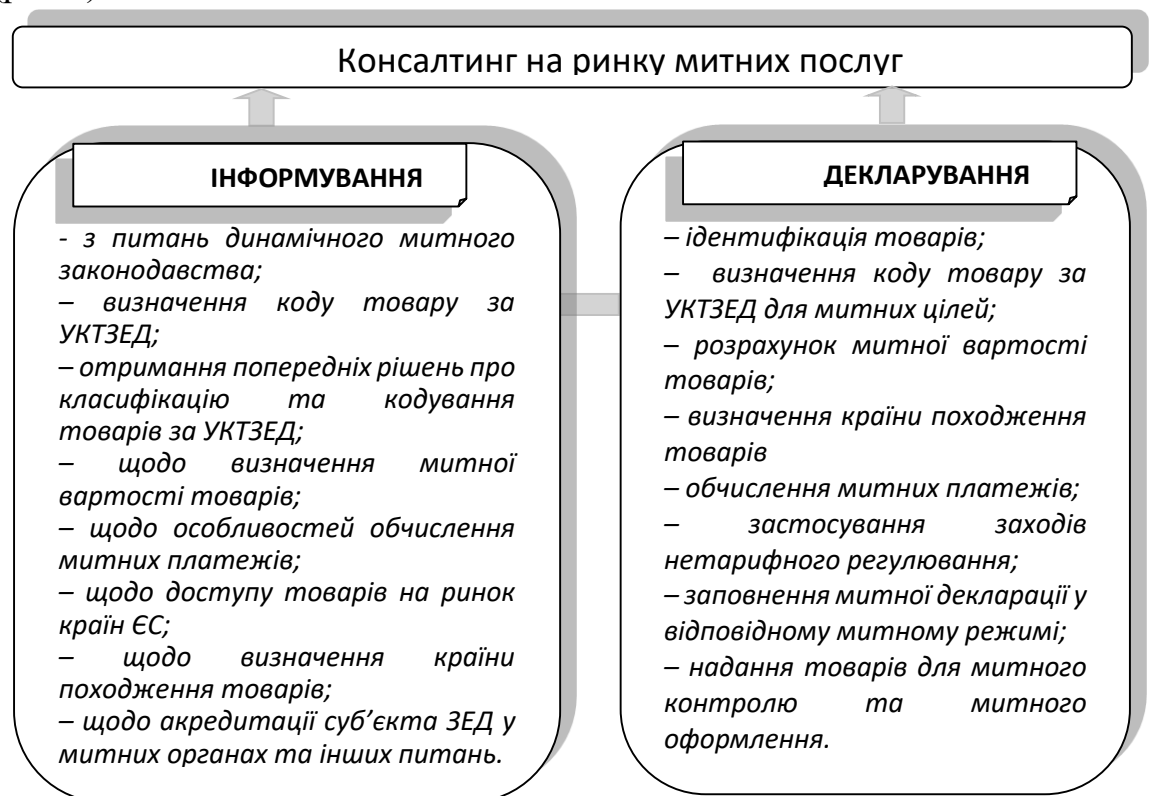 Консалтинг на ринку митних послуг
ІНФОРМУВАННЯ
- з питань динамічного митного
законодавства;
– визначення коду товару за
УКТЗЕД;
– отримання попередніх рішень про
класифікацію та кодування
товарів за УКТЗЕД;
– щодо визначення митної
вартості товарів;
– щодо особливостей обчислення
митних платежів;
– щодо доступу товарів на ринок
країн ЄС;
– щодо визначення країни
походження товарів;
– щодо акредитації суб’єкта ЗЕД у
митних органах та інших питань.
ДЕКЛАРУВАННЯ
– ідентифікація товарів;
– визначення коду товару за
УКТЗЕД для митних цілей;
– розрахунок митної вартості
товарів;
– визначення країни походження
товарів
– обчислення митних платежів;
– застосування заходів
нетарифного регулювання;
– заповнення митної декларації у
відповідному митному режимі;
– надання товарів для митного
контролю та митного
оформлення.